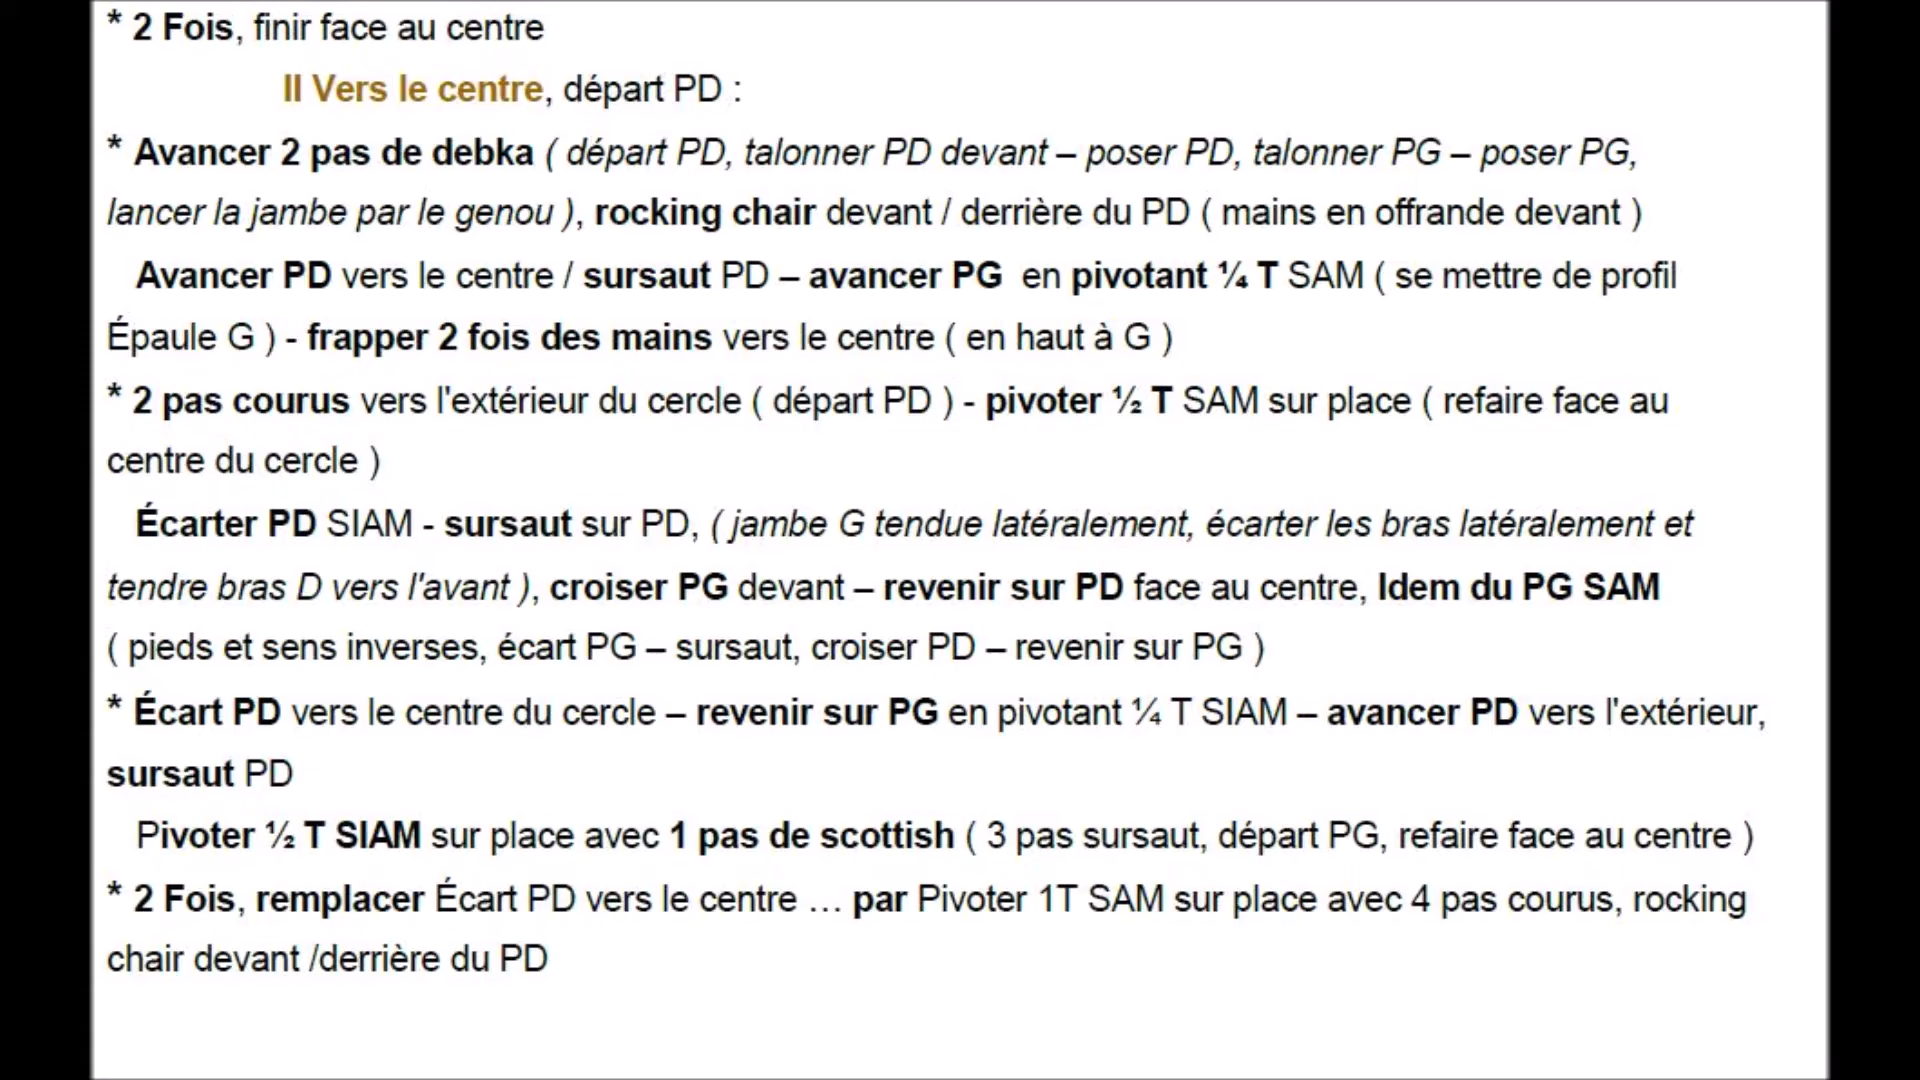 * 2 Fois, finir face au centre
II Vers le centre, départ PD :
* Avancer 2 pas de debka ( départ PD, talonner PD devant – poser PD, talonner PG – poser PG,
lancer la jambe par le genou ), rocking chair devant / derrière du PD ( mains en offrande devant )
Avancer PD vers le centre / sursaut PD – avancer PG en pivotant ¼ T SAM ( se mettre de profil
Épaule G ) - frapper 2 fois des mains vers le centre ( en haut à G )
* 2 pas courus vers l'extérieur du cercle ( départ PD ) - pivoter ½ T SAM sur place ( refaire face au
centre du cercle )
Écarter PD SIAM - sursaut sur PD, ( jambe G tendue latéralement, écarter les bras latéralement et
tendre bras D vers l'avant ), croiser PG devant – revenir sur PD face au centre, Idem du PG SAM
( pieds et sens inverses, écart PG – sursaut, croiser PD – revenir sur PG )
* Écart PD vers le centre du cercle – revenir sur PG en pivotant ¼ T SIAM – avancer PD vers l'extérieur,
sursaut PD
Pivoter ½ T SIAM sur place avec 1 pas de scottish ( 3 pas sursaut, départ PG, refaire face au centre )
* 2 Fois, remplacer Écart PD vers le centre … par Pivoter 1T SAM sur place avec 4 pas courus, rocking
chair devant /derrière du PD